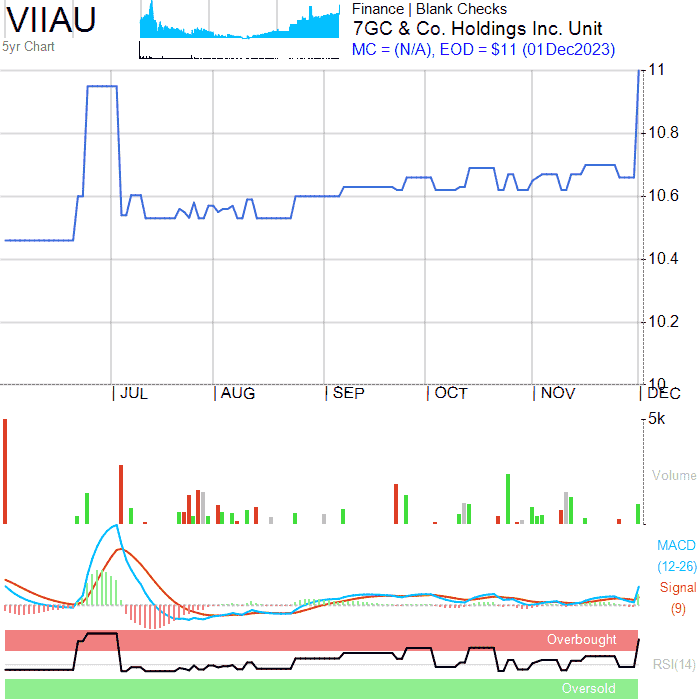 VIIAU
5yr Chart
Finance | Blank Checks
7GC & Co. Holdings Inc. Unit
MC = (N/A), EOD = $11 (01Dec2023)
11
10.8
10.6
10.4
10.2
10
JUL
AUG
SEP
OCT
NOV
DEC
5k
Volume
MACD
(12-26)
Signal
(9)
Overbought
RSI(14)
Oversold